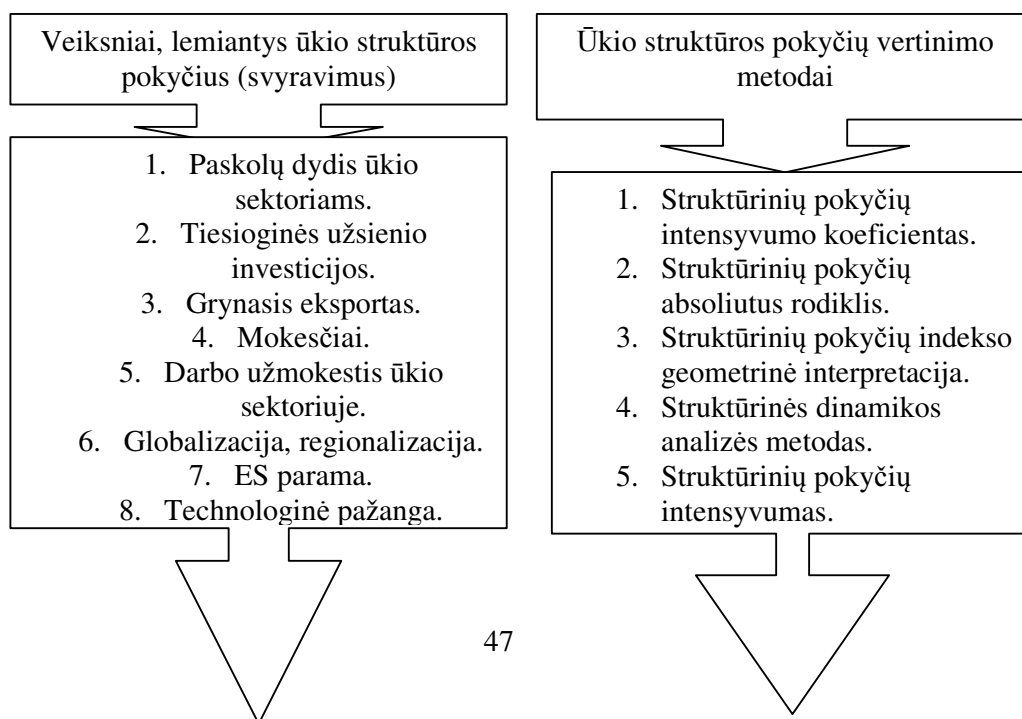 Veiksniai, lemiantys ūkio struktūros
pokyčius (svyravimus)
1. Paskolų dydis ūkio
sektoriams.
2. Tiesioginės užsienio
investicijos.
3. Grynasis eksportas.
4. Mokesčiai.
5. Darbo užmokestis ūkio
sektoriuje.
6. Globalizacija, regionalizacija.
7. ES parama.
8. Technologinė pažanga.
Ūkio struktūros pokyčių vertinimo
metodai
1. Struktūrinių pokyčių
intensyvumo koeficientas.
2. Struktūrinių pokyčių
absoliutus rodiklis.
3. Struktūrinių pokyčių indekso
geometrinė interpretacija.
4. Struktūrinės dinamikos
analizės metodas.
5. Struktūrinių pokyčių
intensyvumas.
47